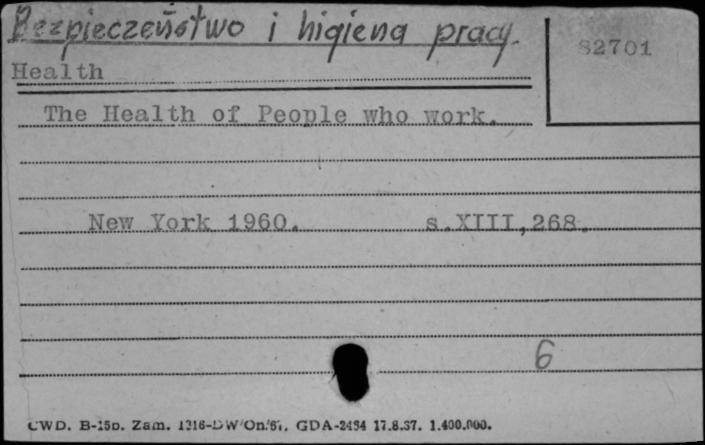 Bezpieczeństwo i higiena pracy.
82701
Health
The Health of People who work.
New York 1960. s.XIII,268.
6
CWD. B-15b. Zam. 1216-DW/On/61. GDA-2434 17.8.37. 1.400.000.